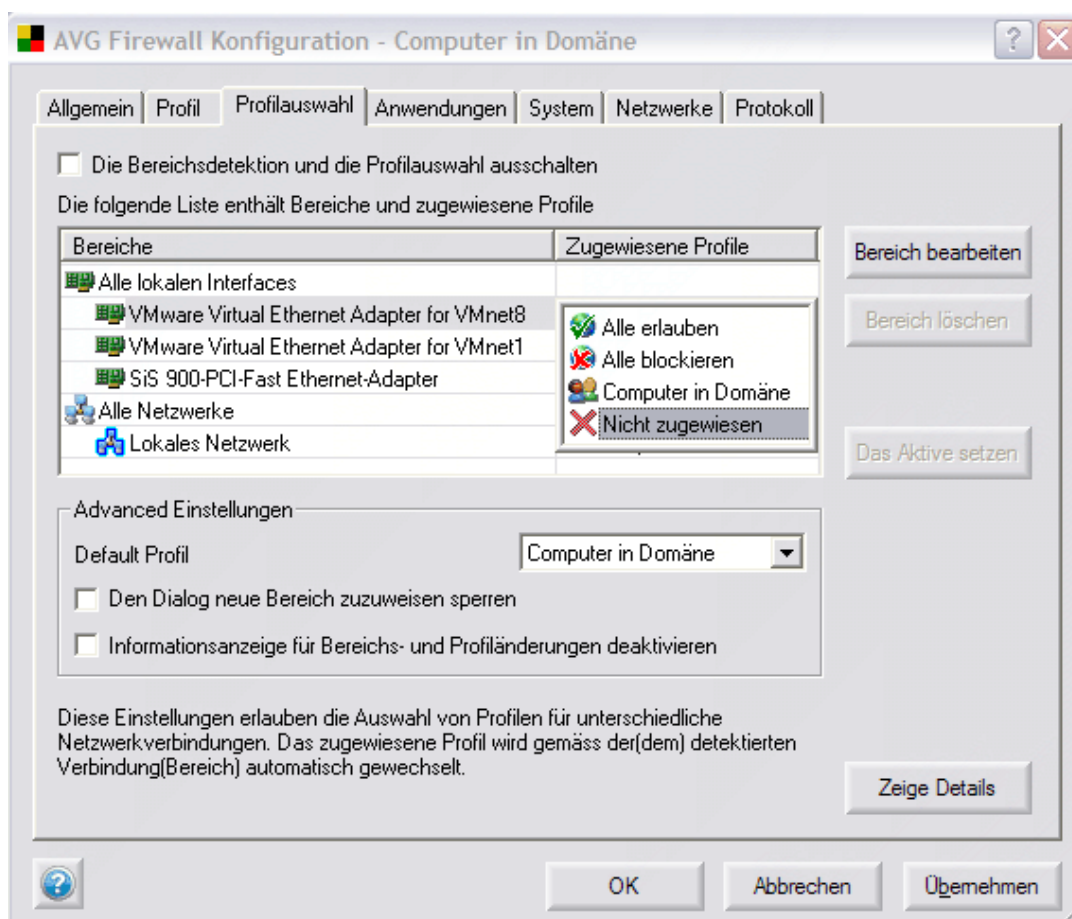 AVG Firewall Konfiguration - Computer in Domäne
Allgemein Profil Profilauswahl Anwendungen System Netzwerke Protokoll
Die Bereichsdetektion und die Profilauswahl ausschalten
Die folgende Liste enthält Bereiche und zugewiesene Profile
Bereiche Zugewiesene Profile
Bereich bearbeiten
Alle lokalen Interfaces
VMware Virtual Ethernet Adapter for VMnet8
Alle erlauben
Bereich löschen
VMware Virtual Ethernet Adapter for VMnet1
Alle blockieren
SiS 900-PCI-Fast Ethernet-Adapter
Computer in Domäne
Alle Netzwerke
Nicht zugewiesen
Lokales Netzwerk
Das Aktive setzen
Advanced Einstellungen
Default Profil Computer in Domäne
Den Dialog neue Bereich zuzuweisen sperren
Informationsanzeige für Bereichs- und Profiländerungen deaktivieren
Diese Einstellungen erlauben die Auswahl von Profilen für unterschiedliche
Netzwerkverbindungen. Das zugewiesene Profil wird gemäss der(dem) detektierten
Verbindung(Bereich) automatisch gewechselt.
Zeige Details
OK Abbrechen Übernehmen